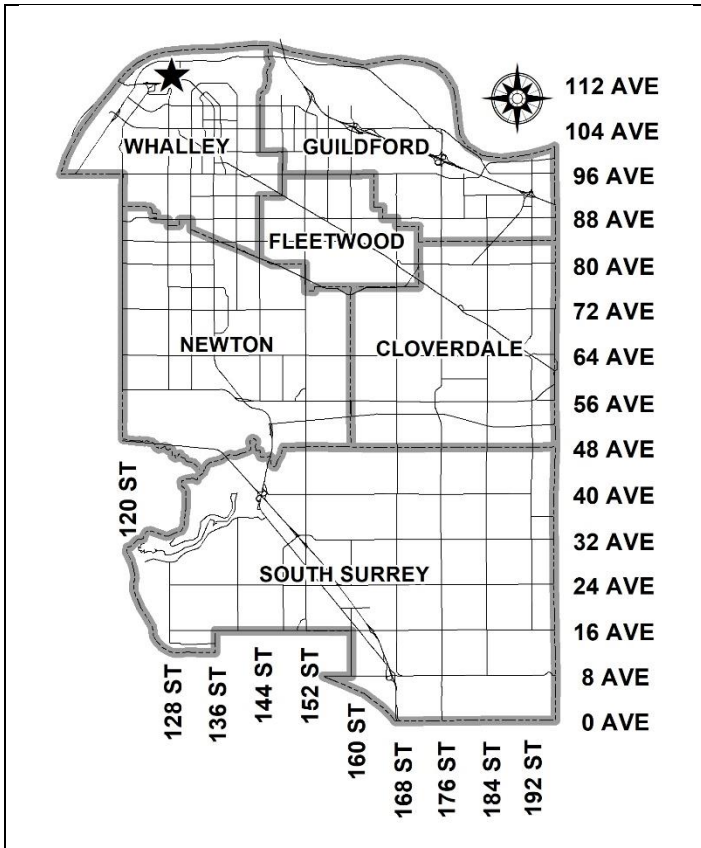 112 AVE
104 AVE
WHALLEY
GUILDFORD
96 AVE
88 AVE
FLEETWOOD
80 AVE
72 AVE
NEWTON
CLOVERDALE
64 AVE
56 AVE
48 AVE
120 ST
40 AVE
32 AVE
SOUTH SURREY
24 AVE
16 AVE
8 AVE
0 AVE
128 ST
136 ST
144 ST
152 ST
160 ST
168 ST
176 ST
184 ST
192 ST